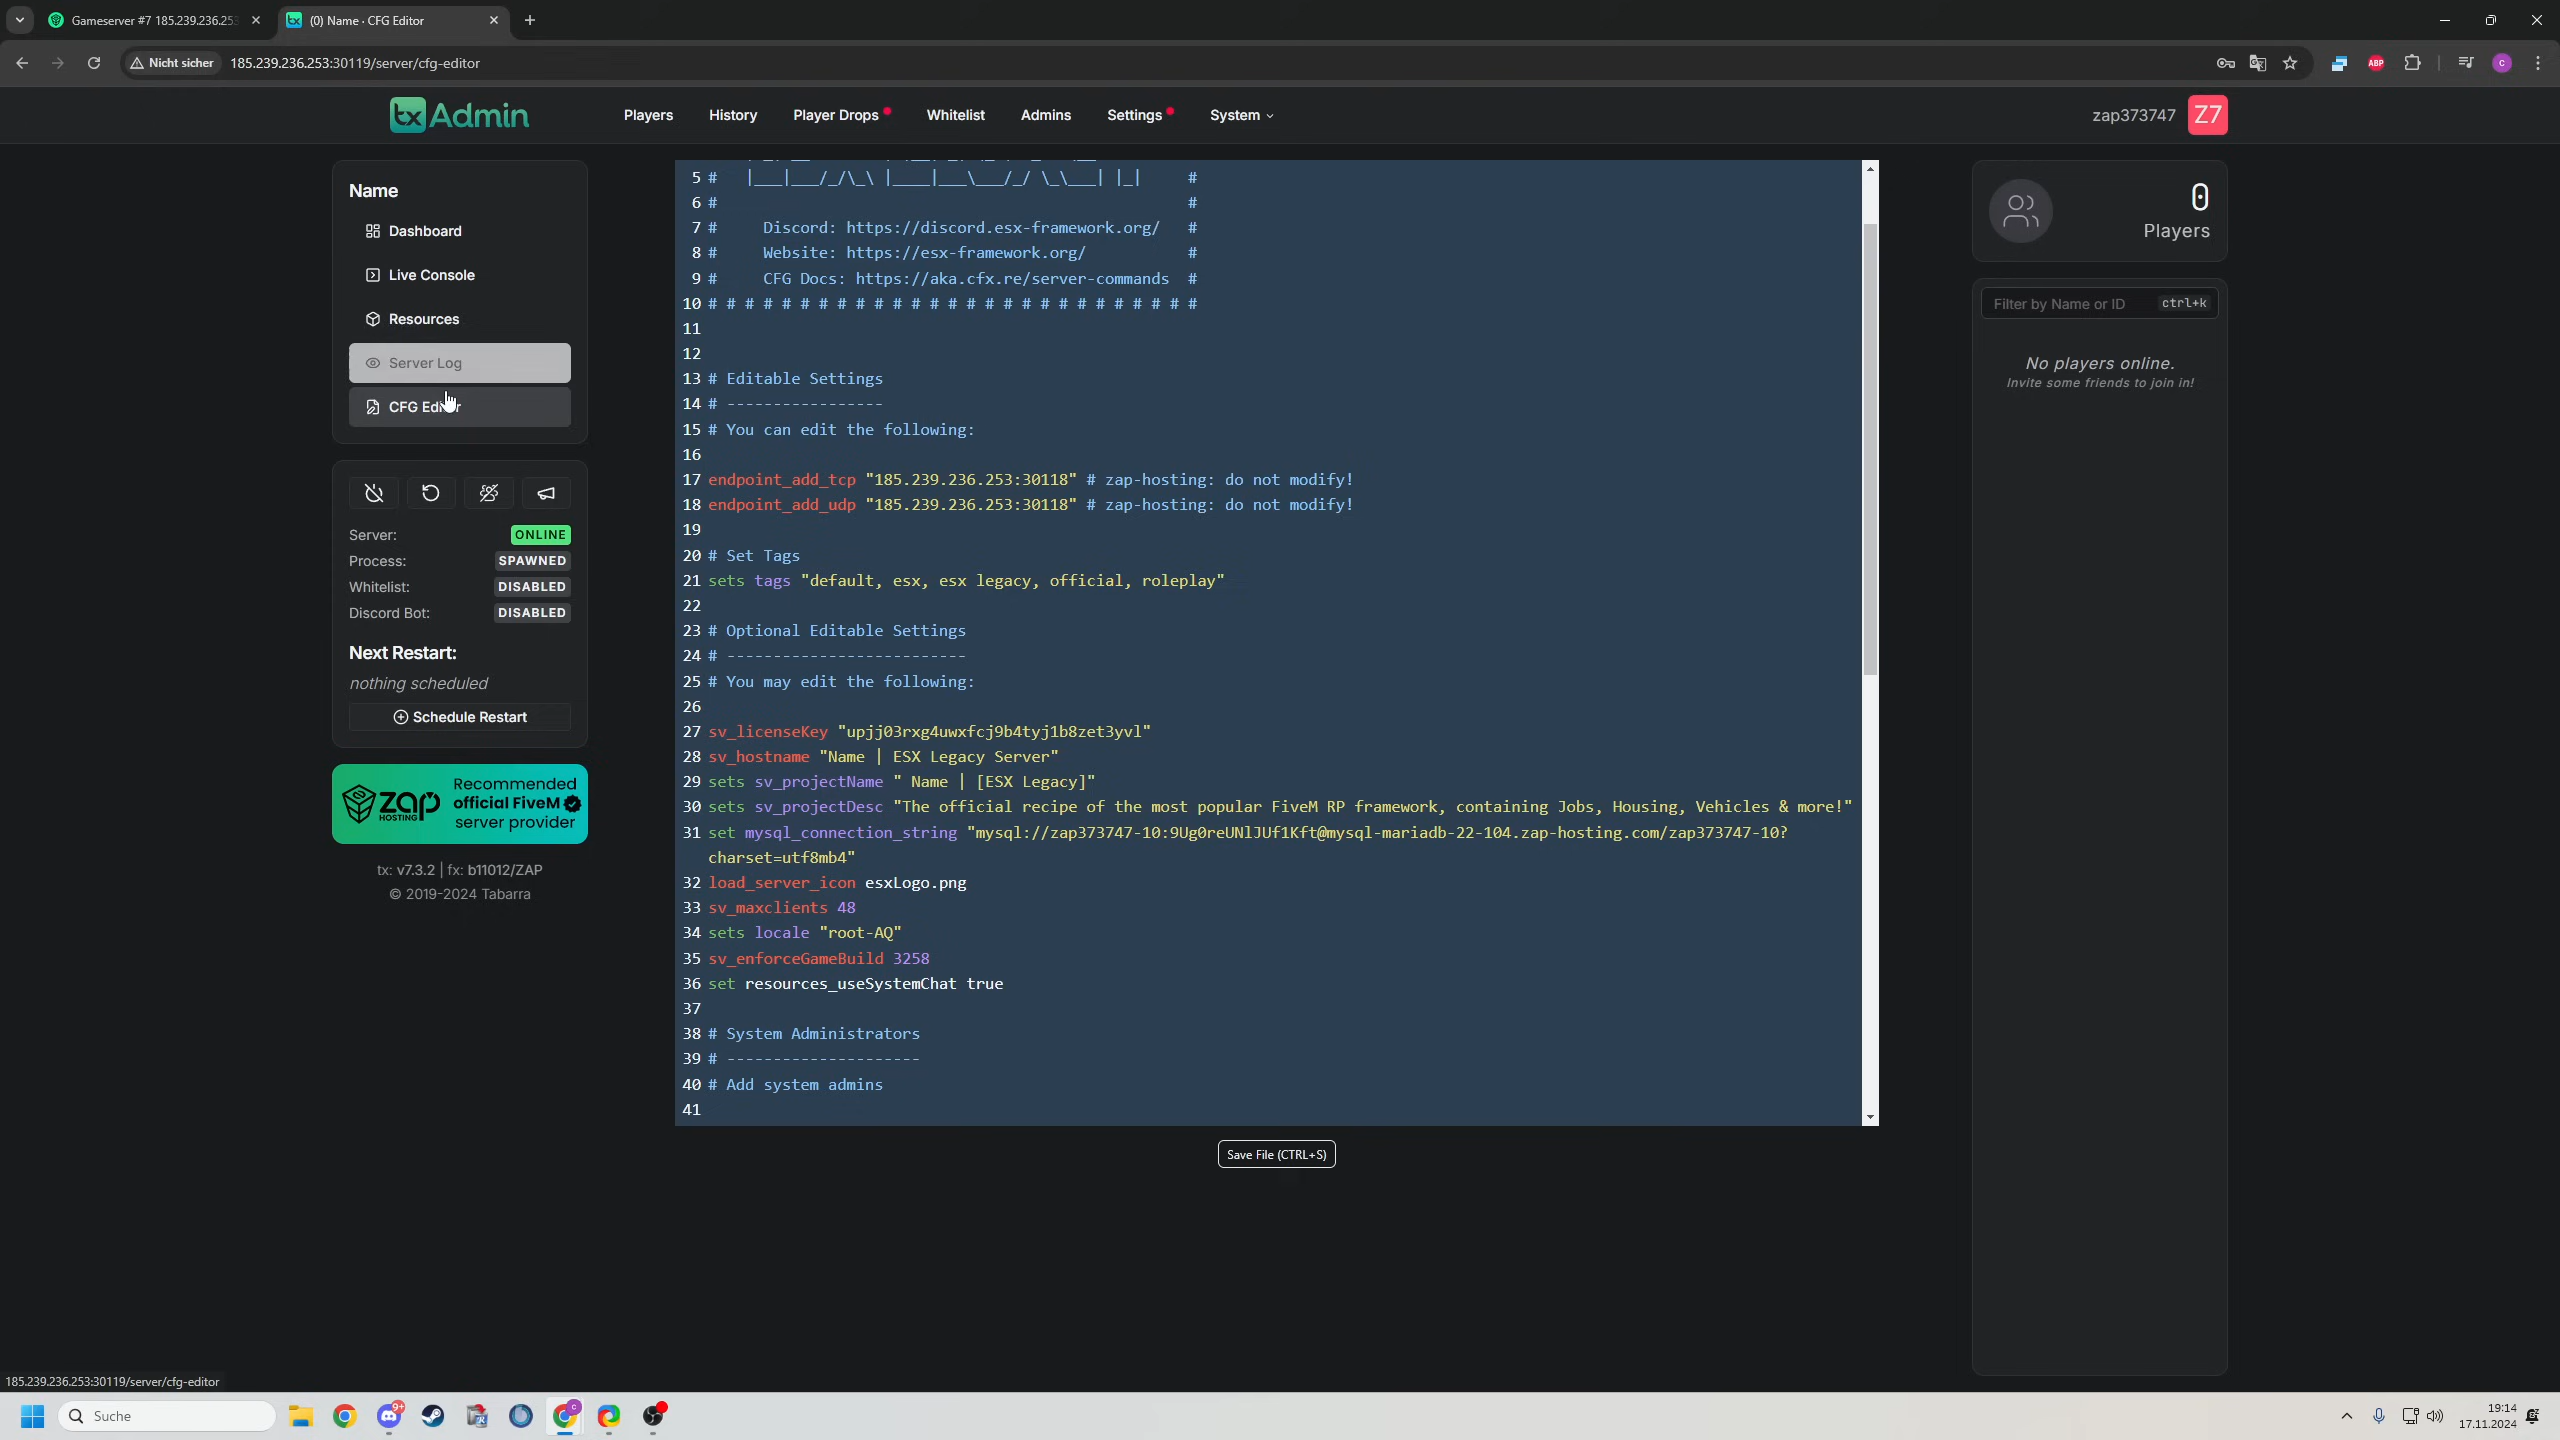 Gameserver #7 185.239.236.25
(0) Name · CFG Editor
Nicht sicher
185.239.236.253:30119/server/cfg-editor
ABP
C
txAdmin
Players
History
Player Drops
Whitelist
Admins
Settings
System
zap373747
Z7
Name
Dashboard
Live Console
Resources
Server Log
CFG Editor
Server: ONLINE
Process: SPAWNED
Whitelist: DISABLED
Discord Bot: DISABLED
Next Restart:
nothing scheduled
Schedule Restart
ZAP HOSTING
Recommended
official FiveM
server provider
tx: v7.3.2 | fx: b11012/ZAP
© 2019-2024 Tabarra
5 #   |___|___/_/\_\ |____|___\___/_/ \_\___| |_|     #
6 #                                                   #
7 #     Discord: https://discord.esx-framework.org/   #
8 #     Website: https://esx-framework.org/           #
9 #     CFG Docs: https://aka.cfx.re/server-commands  #
10 # # # # # # # # # # # # # # # # # # # # # # # # # # #
11
12
13 # Editable Settings
14 # -----------------
15 # You can edit the following:
16
17 endpoint_add_tcp "185.239.236.253:30118" # zap-hosting: do not modify!
18 endpoint_add_udp "185.239.236.253:30118" # zap-hosting: do not modify!
19
20 # Set Tags
21 sets tags "default, esx, esx legacy, official, roleplay"
22
23 # Optional Editable Settings
24 # --------------------------
25 # You may edit the following:
26
27 sv_licenseKey "upjj03rxg4uwxfcj9b4tyj1b8zet3yvl"
28 sv_hostname "Name | ESX Legacy Server"
29 sets sv_projectName " Name | [ESX Legacy]"
30 sets sv_projectDesc "The official recipe of the most popular FiveM RP framework, containing Jobs, Housing, Vehicles & more!"
31 set mysql_connection_string "mysql://zap373747-10:9Ug0reUNlJUf1Kft@mysql-mariadb-22-104.zap-hosting.com/zap373747-10?
charset=utf8mb4"
32 load_server_icon esxLogo.png
33 sv_maxclients 48
34 sets locale "root-AQ"
35 sv_enforceGameBuild 3258
36 set resources_useSystemChat true
37
38 # System Administrators
39 # ---------------------
40 # Add system admins
41
Save File (CTRL+S)
0
Players
Filter by Name or ID
ctrl+k
No players online.
Invite some friends to join in!
185.239.236.253:30119/server/cfg-editor
Suche
9+
C
19:14
17.11.2024